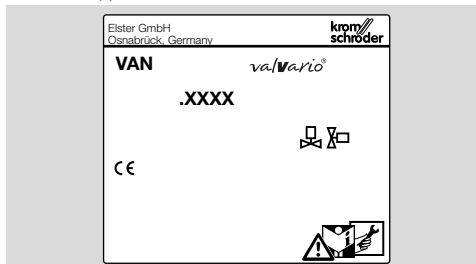 Elster GmbH
Osnabrück, Germany
krom
schroder
VAN valvario®
.XXXX
CE
i